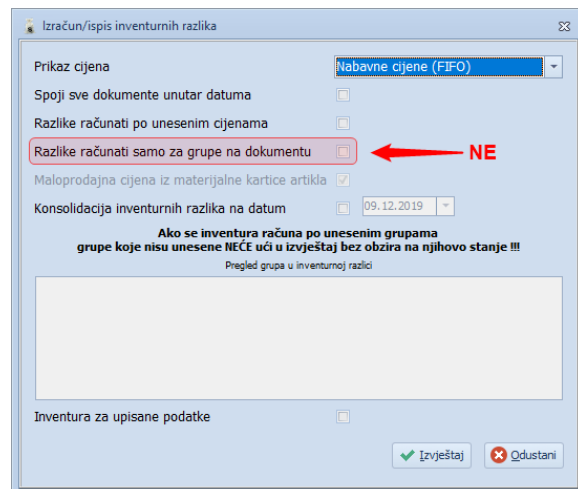 Izračun/ispis inventurnih razlika
Prikaz cijena Nabavne cijene (FIFO)
Spoji sve dokumente unutar datuma
Razlike računati po unesenim cijenama
Razlike računati samo za grupe na dokumentu NE
Maloprodajna cijena iz materijalne kartice artikla
Konsolidacija inventurnih razlika na datum 09.12.2019
Ako se inventura računa po unesenim grupama
grupe koje nisu unesene NEĆE ući u izvještaj bez obzira na njihovo stanje !!!
Pregled grupa u inventurnoj razlici
Inventura za upisane podatke
Izvještaj Odustani